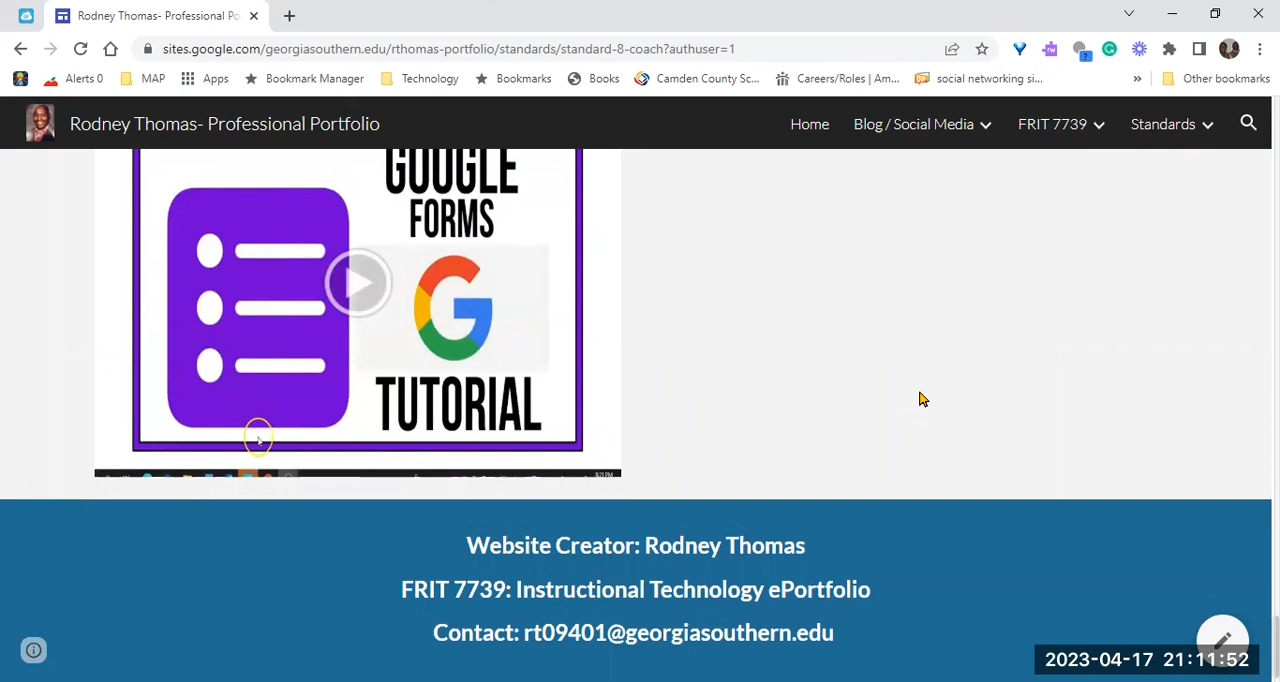 Rodney Thomas- Professional Po
sites.google.com/georgiasouthern.edu/rthomas-portfolio/standards/standard-8-coach?authuser=1
Alerts 0 MAP Apps Bookmark Manager Technology Bookmarks Books Camden County Sc... Careers/Roles | Am... social networking si... » Other bookmarks
Rodney Thomas- Professional Portfolio Home Blog / Social Media FRIT 7739 Standards
GOOGLE
FORMS
TUTORIAL
8:21 PM
Website Creator: Rodney Thomas
FRIT 7739: Instructional Technology ePortfolio
Contact: rt09401@georgiasouthern.edu
2023-04-17 21:11:52